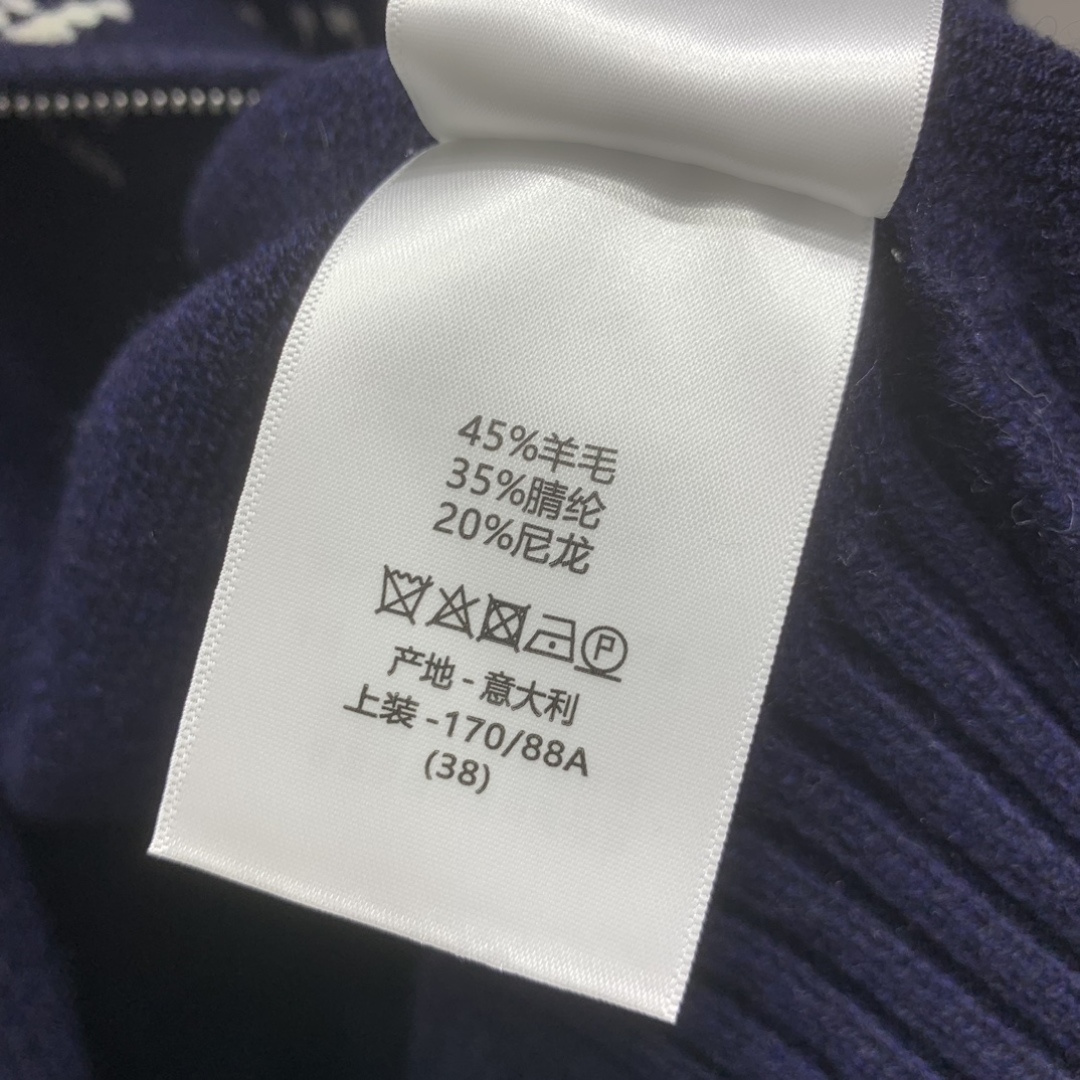 45%羊毛
35%腈纶
20%尼龙
P
产地 - 意大利
上装 -170/88A
(38)